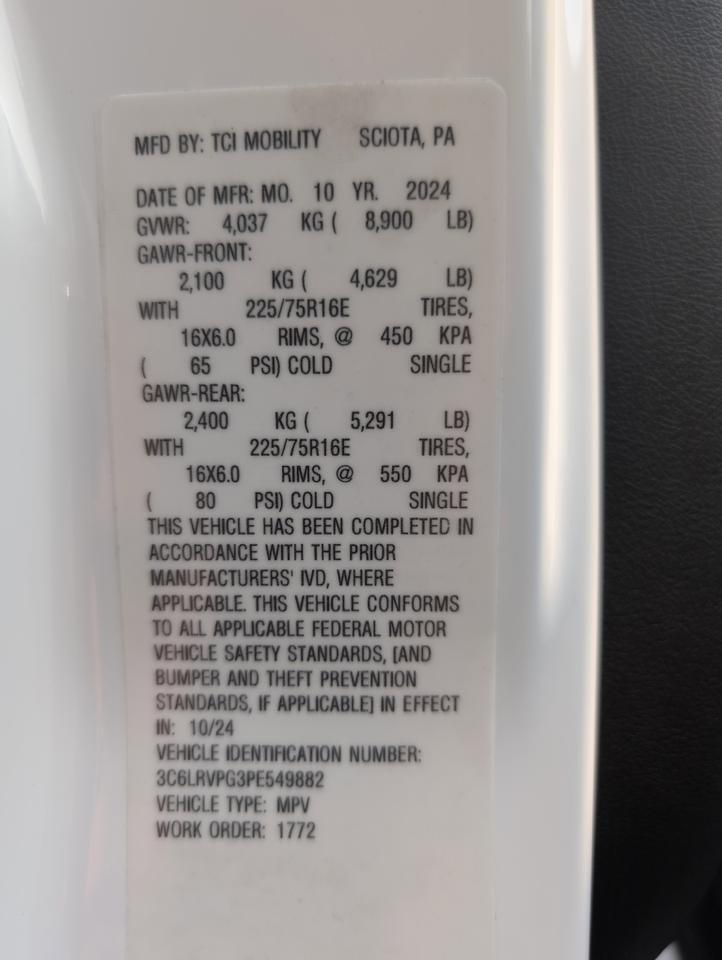 MFD BY: TCI MOBILITY SCIOTA, PA
DATE OF MFR: MO. 10 YR. 2024
GVWR: 4,037 KG ( 8,900 LB)
GAWR-FRONT:
2,100 KG ( 4,629 LB)
WITH 225/75R16E TIRES,
16X6.0 RIMS, @ 450 KPA
( 65 PSI) COLD SINGLE
GAWR-REAR:
2,400 KG ( 5,291 LB)
WITH 225/75R16E TIRES,
16X6.0 RIMS, @ 550 KPA
( 80 PSI) COLD SINGLE
THIS VEHICLE HAS BEEN COMPLETED IN
ACCORDANCE WITH THE PRIOR
MANUFACTURERS' IVD, WHERE
APPLICABLE. THIS VEHICLE CONFORMS
TO ALL APPLICABLE FEDERAL MOTOR
VEHICLE SAFETY STANDARDS, [AND
BUMPER AND THEFT PREVENTION
STANDARDS, IF APPLICABLE] IN EFFECT
IN: 10/24
VEHICLE IDENTIFICATION NUMBER:
3C6LRVPG3PE549882
VEHICLE TYPE: MPV
WORK ORDER: 1772